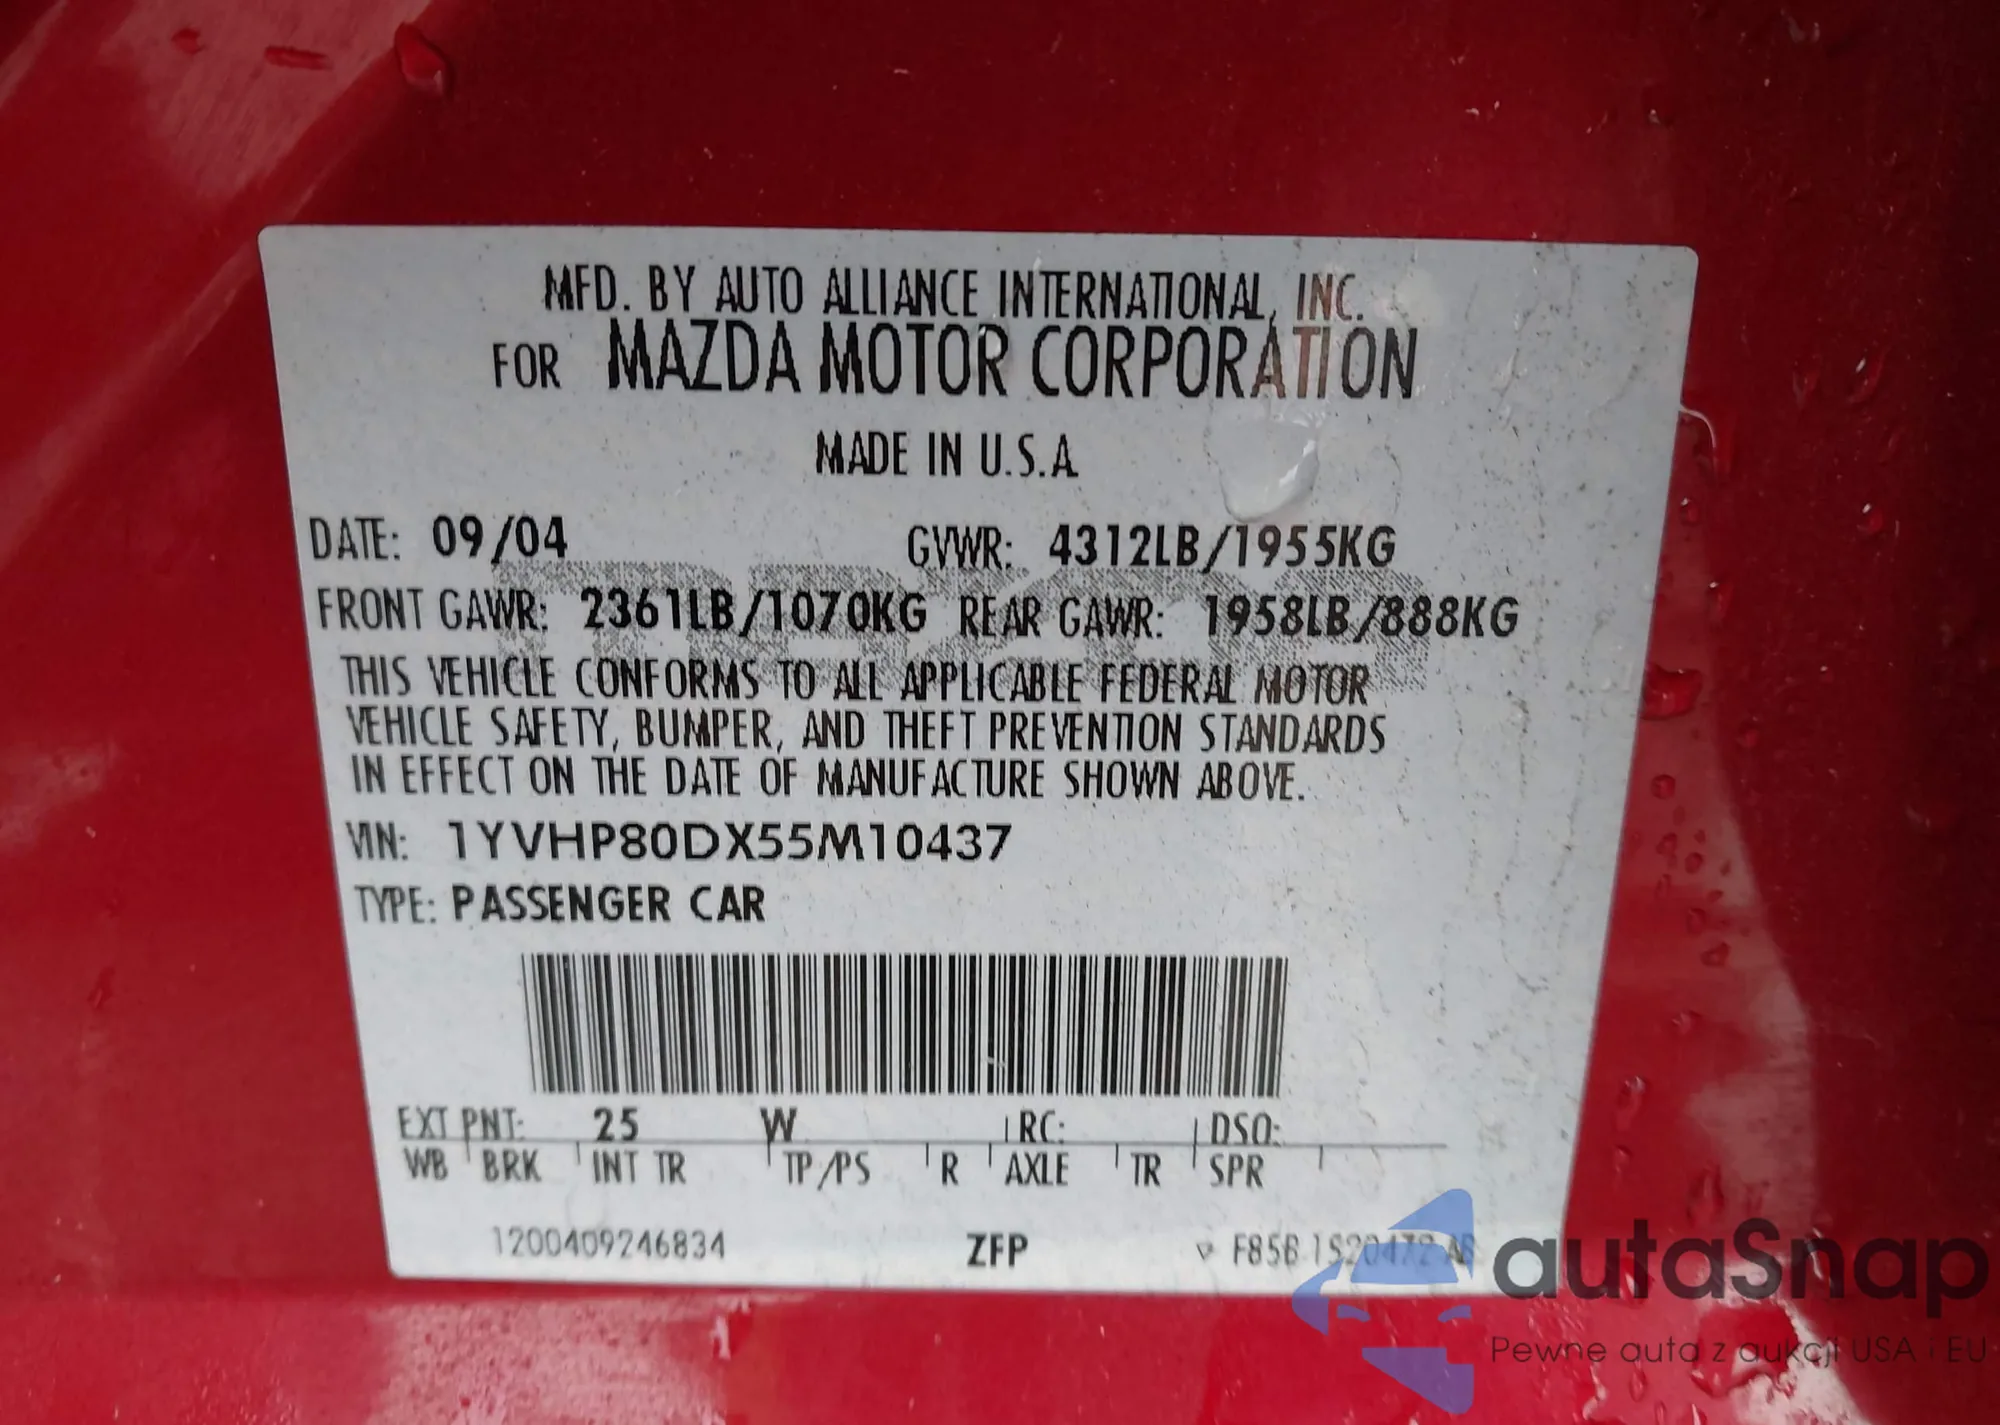 MFD. BY AUTO ALLIANCE INTERNATIONAL, INC.
FOR MAZDA MOTOR CORPORATION
MADE IN U.S.A.
DATE: 09/04 GVWR: 4312LB/1955KG
FRONT GAWR: 2361LB/1070KG REAR GAWR: 1958LB/888KG
THIS VEHICLE CONFORMS TO ALL APPLICABLE FEDERAL MOTOR
VEHICLE SAFETY, BUMPER, AND THEFT PREVENTION STANDARDS
IN EFFECT ON THE DATE OF MANUFACTURE SHOWN ABOVE.
VIN: 1YVHP80DX55M10437
TYPE: PASSENGER CAR
EXT PNT: 25 W RC: DSO:
WB BRK INT TR TP/PS R AXLE TR SPR
1200409246834 ZFP F85B
autaSnap
Pewne auta z aukcji USA i EU